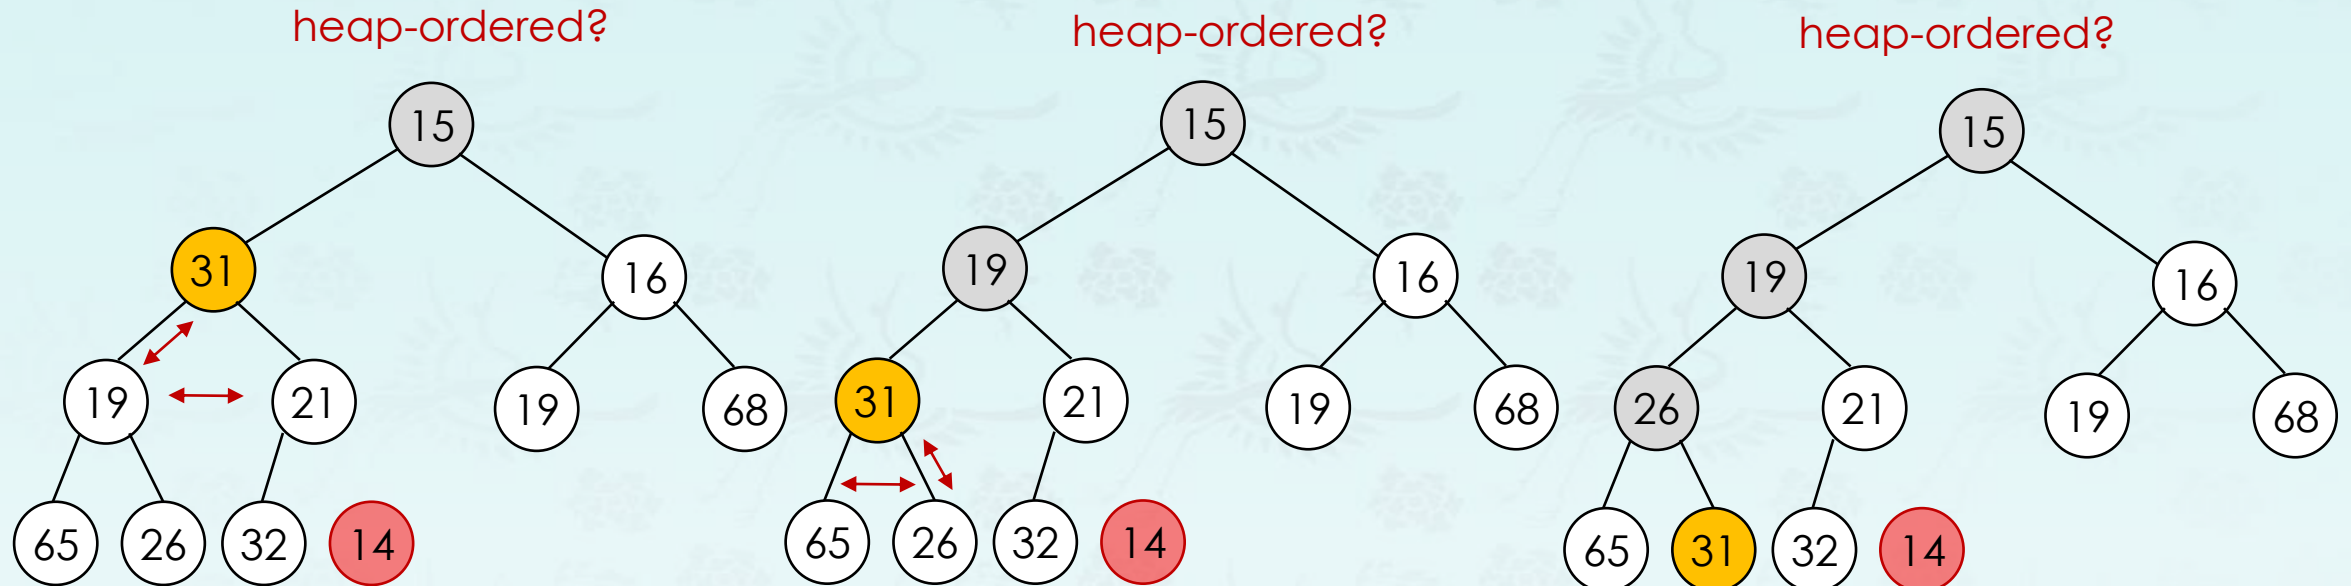 heap-ordered? heap-ordered? heap-ordered?
15 15 15
31 16 19 16 19 16
19 21 19 68 31 21 19 68 26 21 19 68
65 26 32 14 65 26 32 14 65 31 32 14